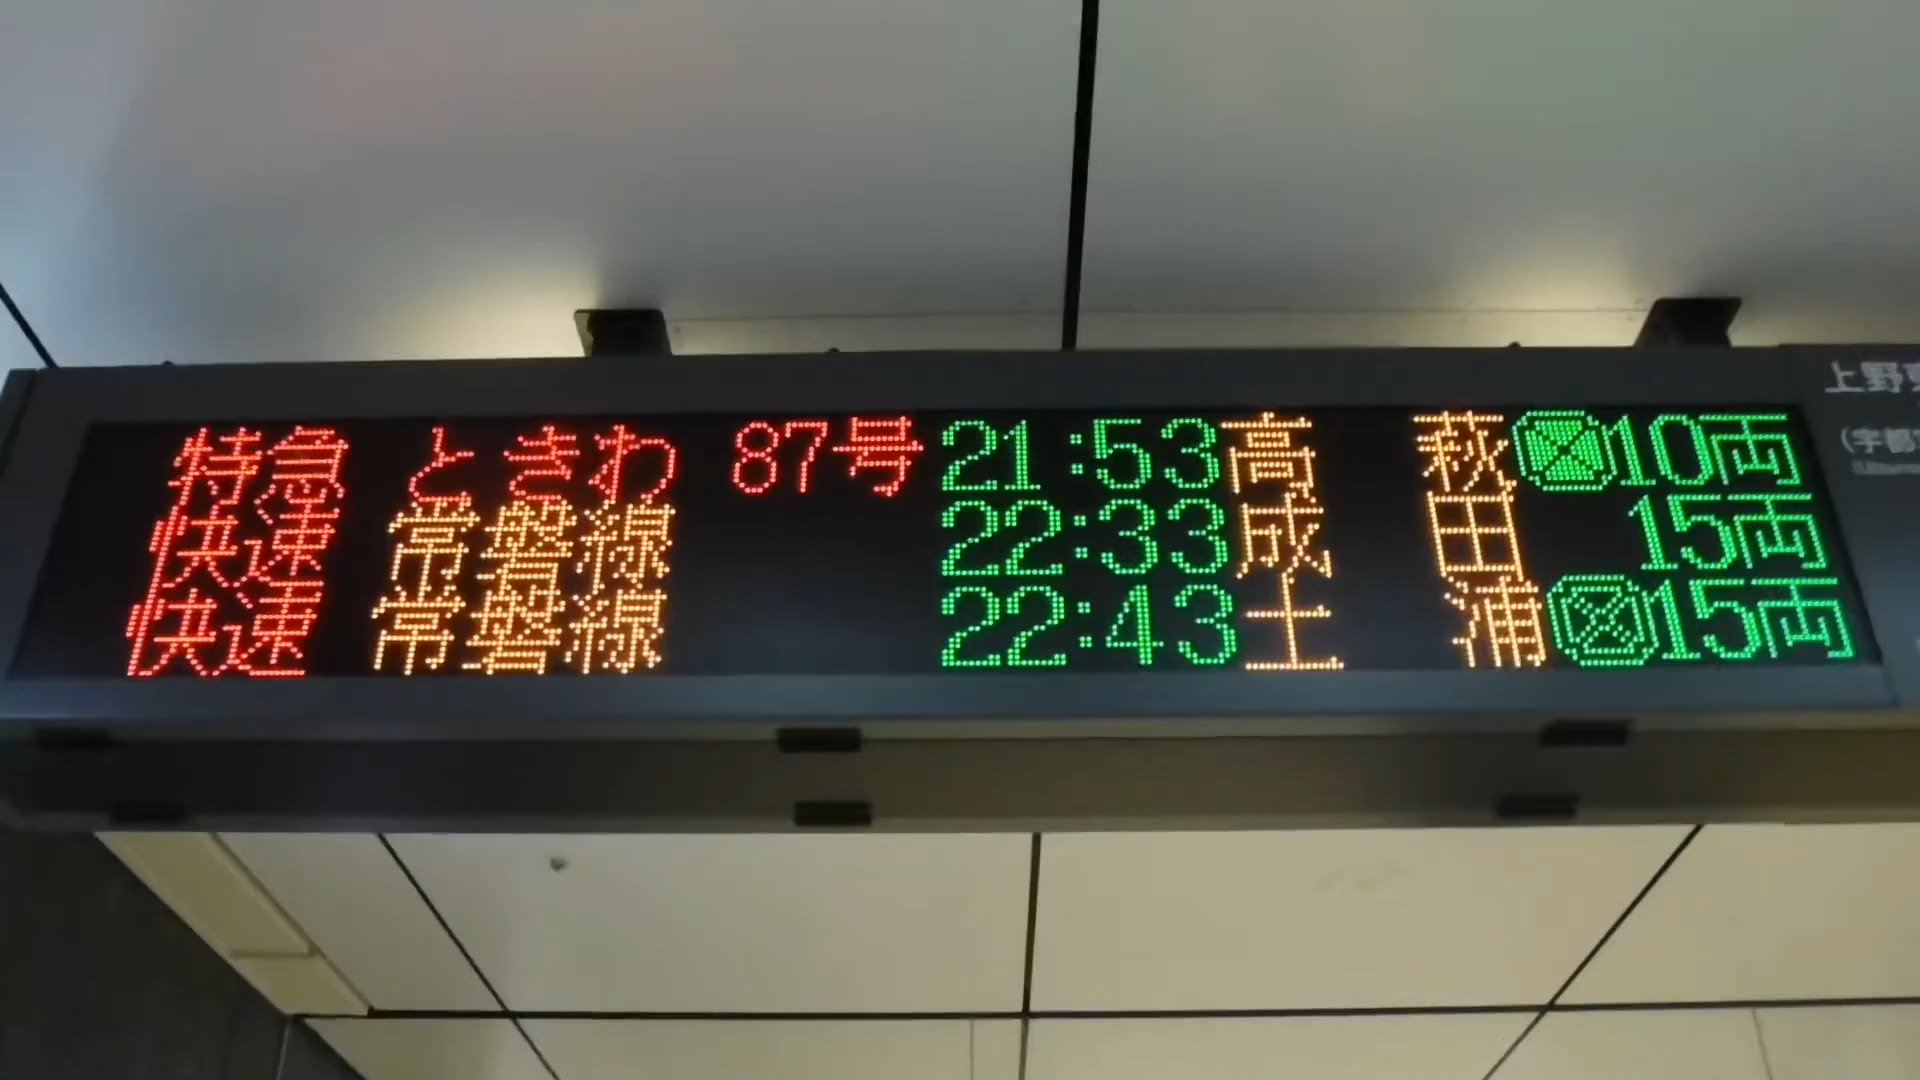 特急 ときわ 87号 21:53 高萩 10両
快速 常磐線 22:33 成田 15両
快速 常磐線 22:43 土浦 15両
上野
(宇都